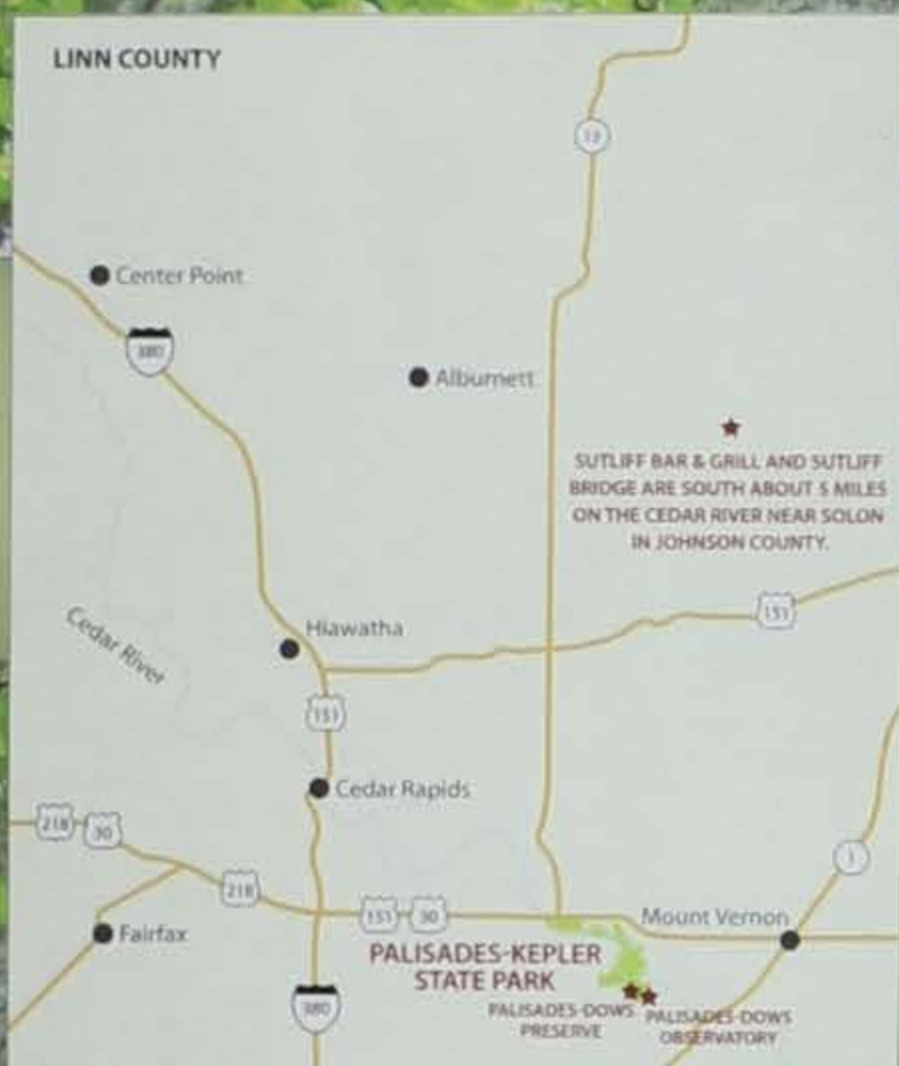 LINN COUNTY
13
Center Point
380
Alburnett
SUTLIFF BAR & GRILL AND SUTLIFF
BRIDGE ARE SOUTH ABOUT 5 MILES
ON THE CEDAR RIVER NEAR SOLON
IN JOHNSON COUNTY.
151
Hiawatha
Cedar River
151
Cedar Rapids
218
30
1
218
151
30
Mount Vernon
Fairfax
PALISADES-KEPLER
STATE PARK
380
PALISADES-DOWS
PRESERVE
PALISADES-DOWS
OBSERVATORY